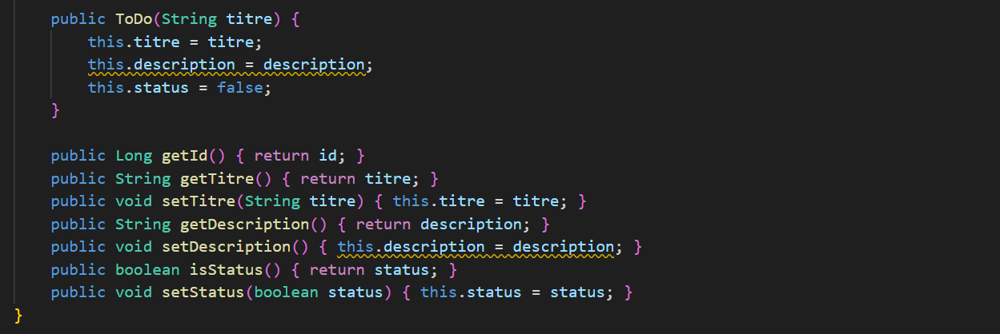 public ToDo(String titre) {
this.titre = titre;
this.description = description;
this.status = false;
}
public Long getId() { return id; }
public String getTitre() { return titre; }
public void setTitre(String titre) { this.titre = titre; }
public String getDescription() { return description; }
public void setDescription() { this.description = description; }
public boolean isStatus() { return status; }
public void setStatus(boolean status) { this.status = status; }
}